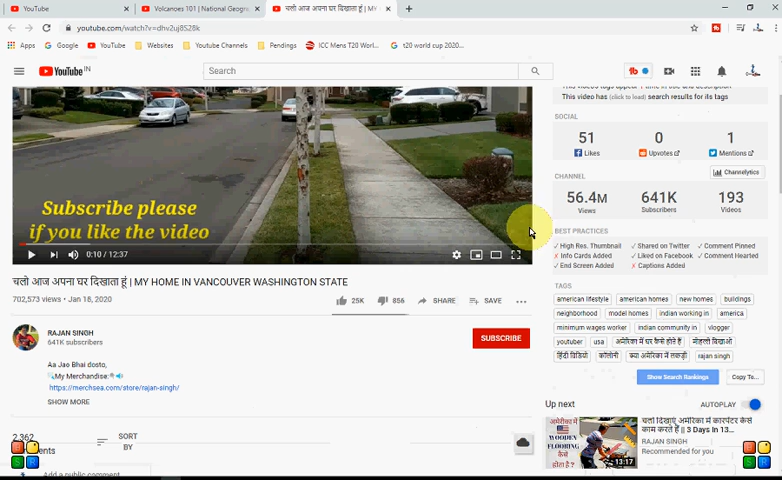 YouTube
Volcanoes 101 | National Geogr
चलो आज अपना घर दिखाता हूं | MY
youtube.com/watch?v=dhv2uj8528k
Apps
Google
YouTube
Websites
Youtube Channels
Pendings
ICC Mens T20 Worl...
t20 world cup 2020...
YouTube IN
Search
This video has (click to load) search results for its tags
SOCIAL
51
0
1
Likes
Upvotes
Mentions
CHANNEL
Channelytics
56.4M
641K
193
Views
Subscribers
Videos
BEST PRACTICES
✓ High Res. Thumbnail
✓ Shared on Twitter
✓ Comment Pinned
✗ Info Cards Added
✓ Liked on Facebook
✓ Comment Hearted
✓ End Screen Added
✗ Captions Added
TAGS
american lifestyle
american homes
new homes
buildings
neighborhood
model homes
indian working in
america
minimum wages worker
indian community in
vlogger
youtuber
usa
अमेरिका में घर कैसे होते हैं
मोहल्ला दिखाओ
हिंदी विडियो
कॉलोनी
क्या अमेरिका में लकड़ी
rajan singh
Show Search Rankings
Copy To...
Subscribe please
if you like the video
0:10 / 12:37
चलो आज अपना घर दिखाता हूं | MY HOME IN VANCOUVER WASHINGTON STATE
702,573 views • Jan 18, 2020
25K
856
SHARE
SAVE
RAJAN SINGH
641K subscribers
SUBSCRIBE
Aa Jao Bhai dosto,
My Merchandise:
https://merchsea.com/store/rajan-singh/
SHOW MORE
Up next
AUTOPLAY
अमेरिका में
WOODEN
FLOORING
कैसे
होता है?
13:17
चलो दिखाएं अमेरिका में कारपेंटर कैसे
काम करते हैं || 3 Days In 13...
RAJAN SINGH
Recommended for you
2,362
SORT
BY
Add a public comment